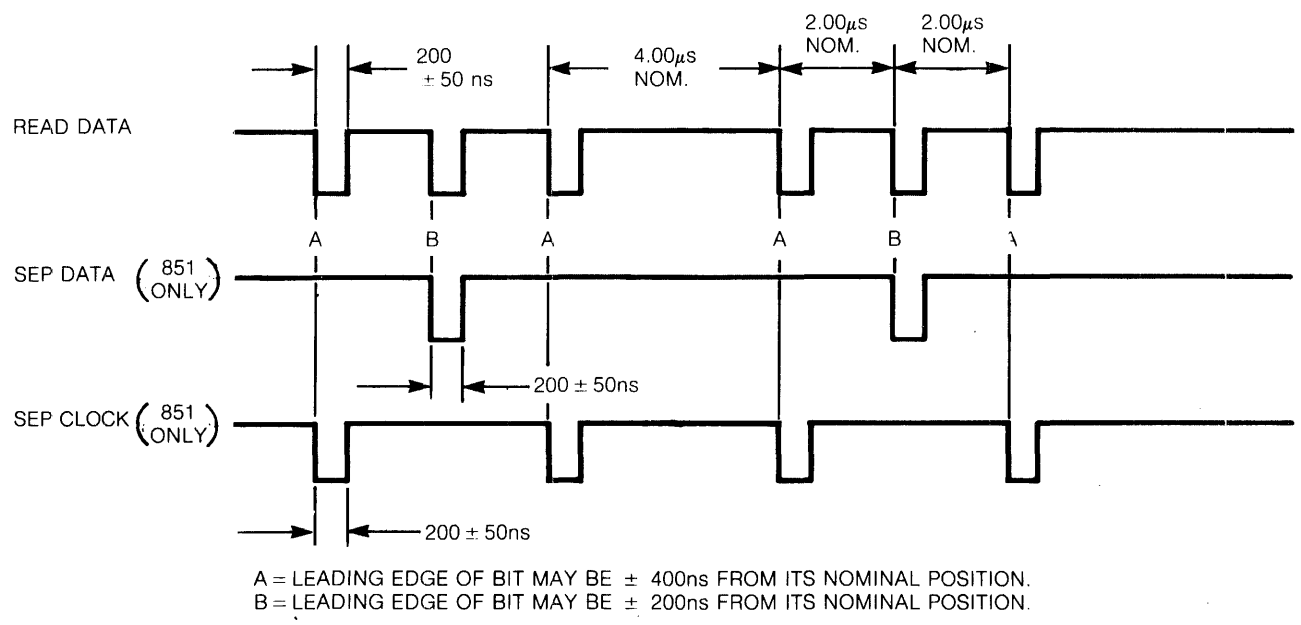 2.00μs 2.00μs
NOM. NOM.
200 4.00μs
± 50 ns NOM.
READ DATA
A B A A B A
SEP DATA (851 ONLY)
200 ± 50ns
SEP CLOCK (851 ONLY)
200 ± 50ns
A = LEADING EDGE OF BIT MAY BE ± 400ns FROM ITS NOMINAL POSITION.
B = LEADING EDGE OF BIT MAY BE ± 200ns FROM ITS NOMINAL POSITION.